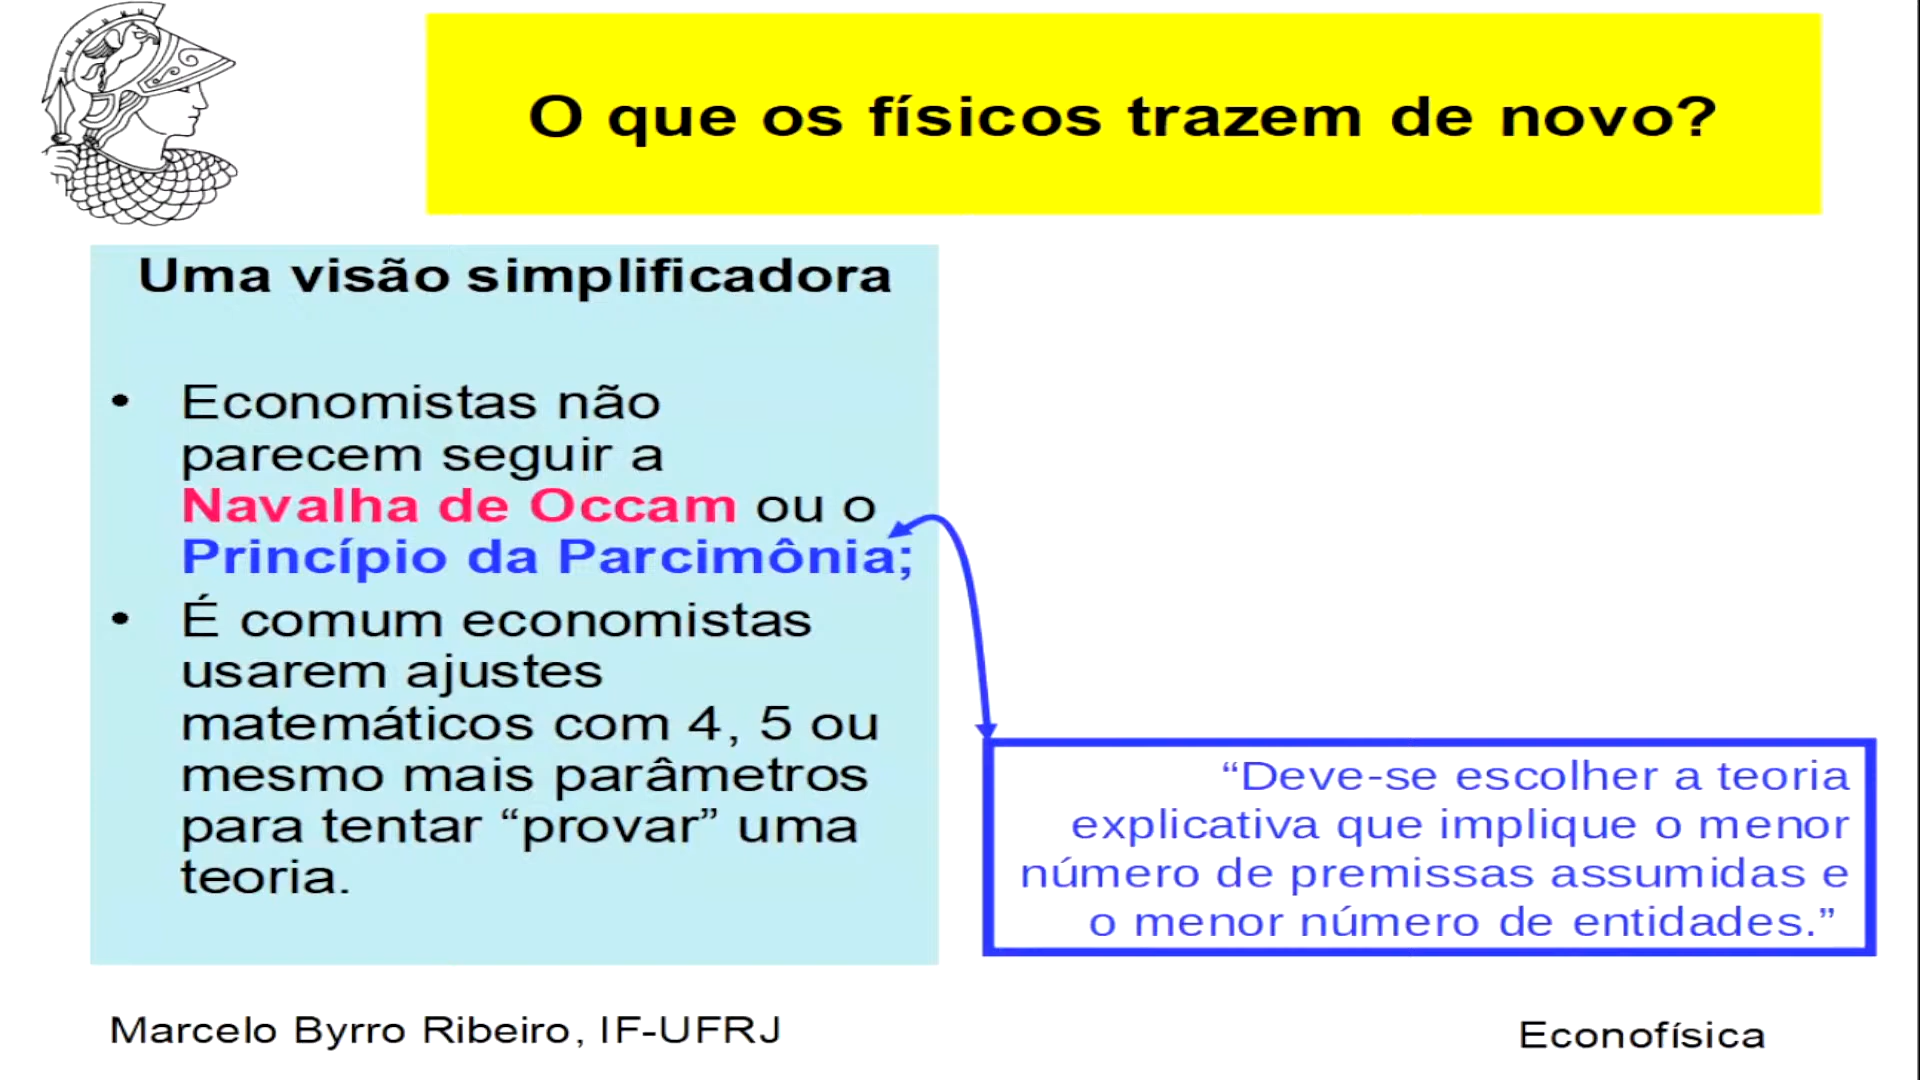 O que os físicos trazem de novo?
Uma visão simplificadora
• Economistas não
parecem seguir a
Navalha de Occam ou o
Princípio da Parcimônia;
• É comum economistas
usarem ajustes
matemáticos com 4, 5 ou
mesmo mais parâmetros
para tentar “provar” uma
teoria.
“Deve-se escolher a teoria
explicativa que implique o menor
número de premissas assumidas e
o menor número de entidades.”
Marcelo Byrro Ribeiro, IF-UFRJ
Econofísica